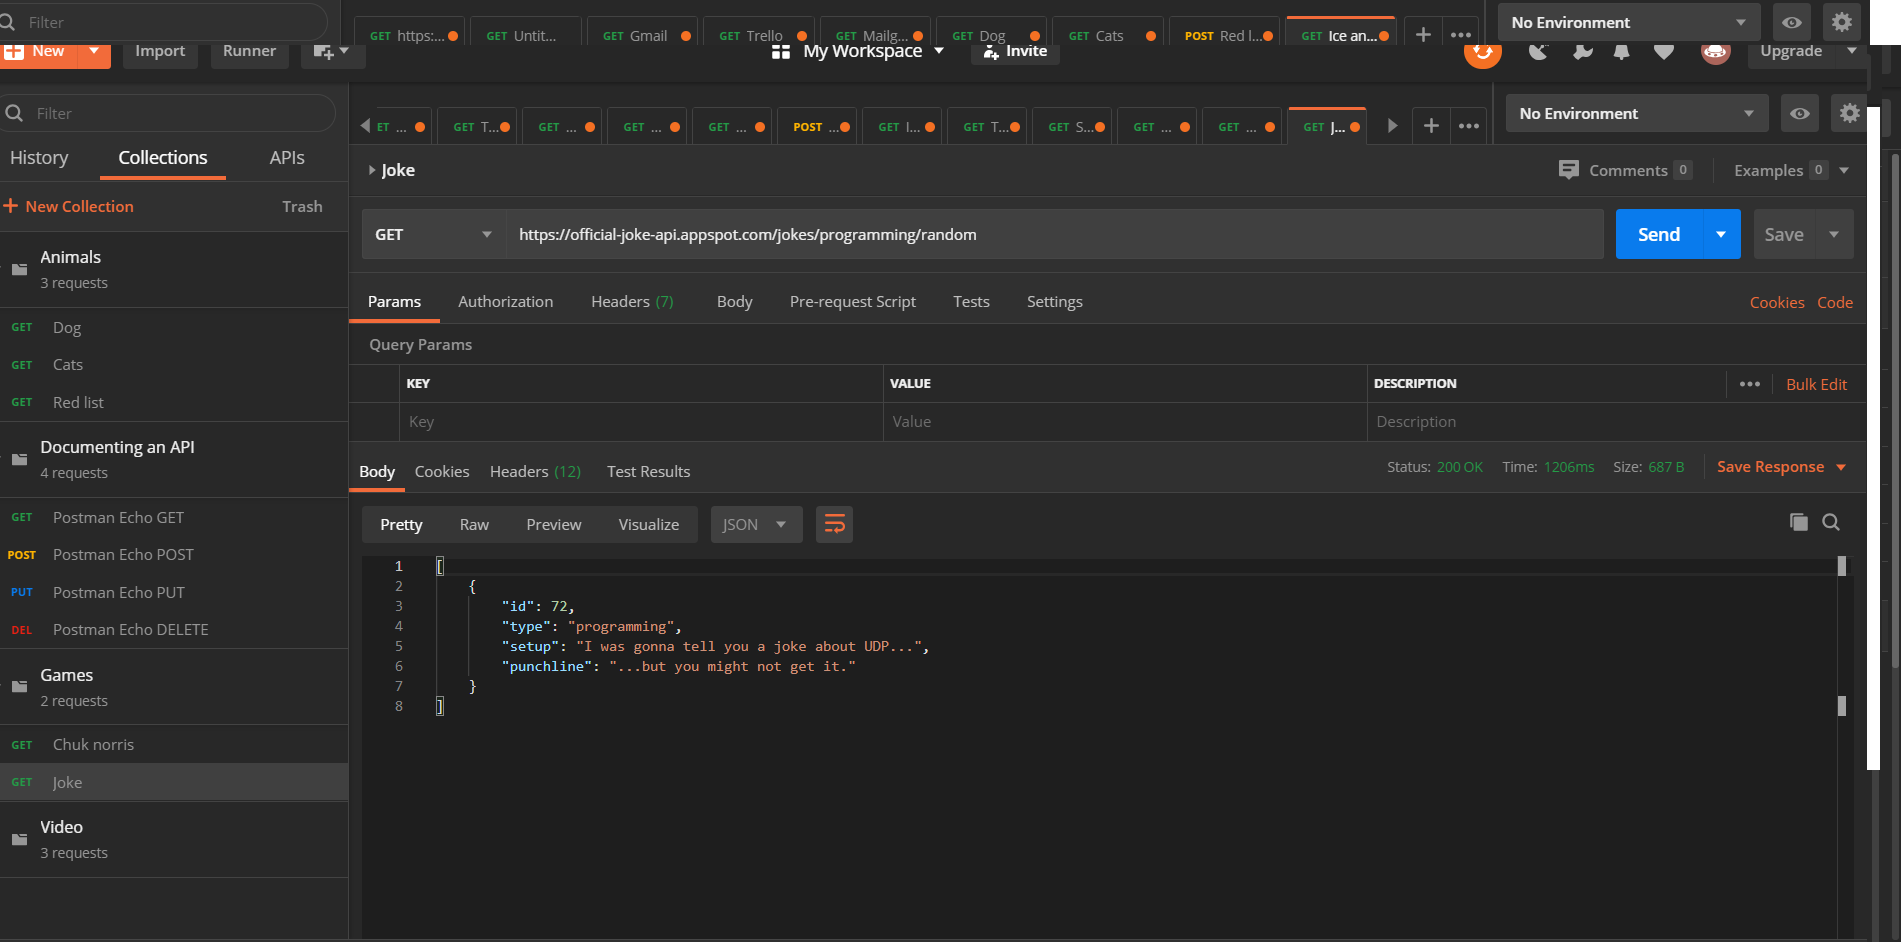 Filter
GET https:...
GET Untit...
GET Gmail
GET Trello
GET Mailg...
GET Dog
GET Cats
POST Red l...
GET Ice an...
No Environment
New
Import
Runner
My Workspace
Invite
Upgrade
Filter
ET ...
GET T...
GET ...
GET ...
GET ...
POST ...
GET I...
GET T...
GET S...
GET ...
GET ...
GET J...
No Environment
History
Collections
APIs
Joke
Comments 0
Examples 0
New Collection
Trash
GET
https://official-joke-api.appspot.com/jokes/programming/random
Send
Save
Animals
3 requests
GET Dog
GET Cats
GET Red list
Documenting an API
4 requests
GET Postman Echo GET
POST Postman Echo POST
PUT Postman Echo PUT
DEL Postman Echo DELETE
Games
2 requests
GET Chuk norris
GET Joke
Video
3 requests
Params
Authorization
Headers (7)
Body
Pre-request Script
Tests
Settings
Cookies
Code
Query Params
KEY
VALUE
DESCRIPTION
Bulk Edit
Key
Value
Description
Body
Cookies
Headers (12)
Test Results
Status: 200 OK
Time: 1206ms
Size: 687 B
Save Response
Pretty
Raw
Preview
Visualize
JSON
1 [
2 {
3 "id": 72,
4 "type": "programming",
5 "setup": "I was gonna tell you a joke about UDP...",
6 "punchline": "...but you might not get it."
7 }
8 ]